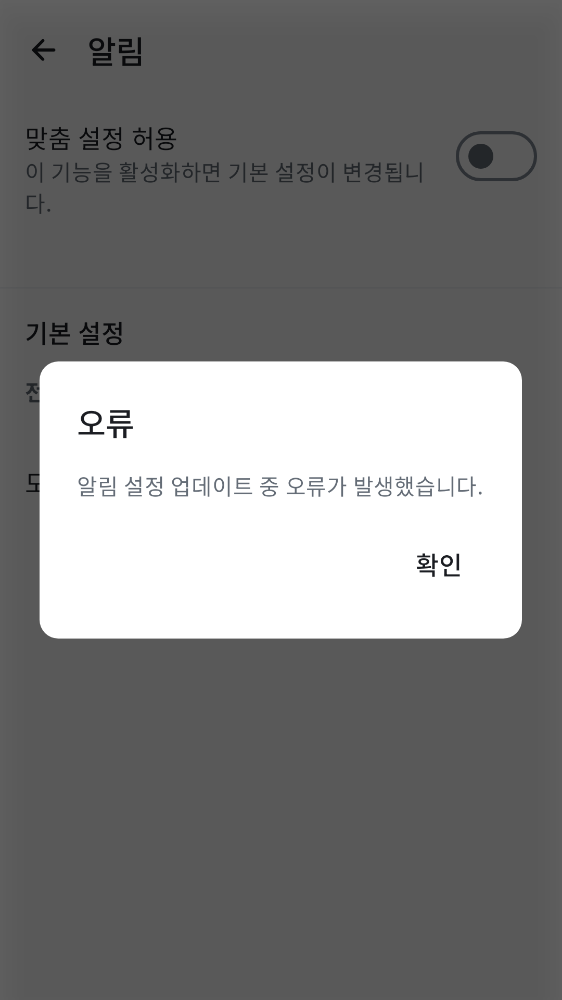 알림
맞춤 설정 허용
이 기능을 활성화하면 기본 설정이 변경됩니
다.
기본 설정
오류
알림 설정 업데이트 중 오류가 발생했습니다.
확인